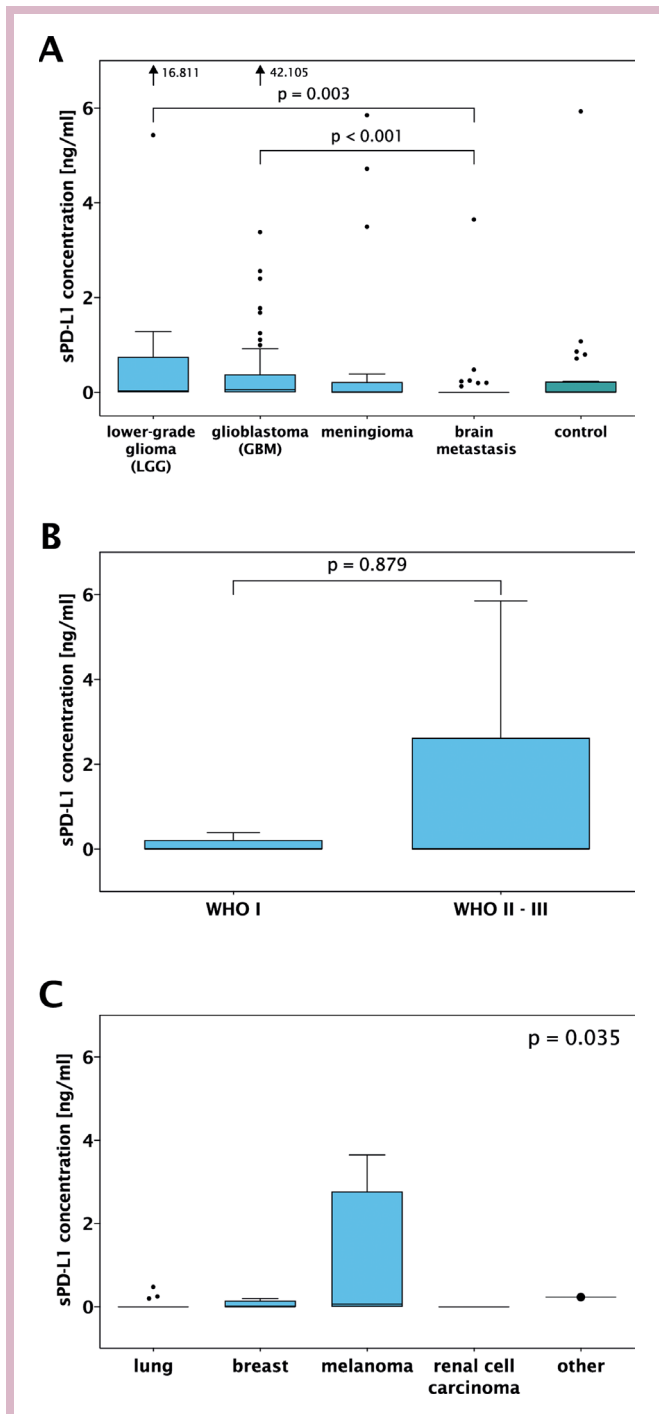 A
16.811
42.105
p = 0.003
p < 0.001
sPD-L1 concentration [ng/ml]
6
4
2
0
lower-grade glioma (LGG)
glioblastoma (GBM)
meningioma
brain metastasis
control
B
p = 0.879
sPD-L1 concentration [ng/ml]
6
4
2
0
WHO I
WHO II - III
C
p = 0.035
sPD-L1 concentration [ng/ml]
6
4
2
0
lung
breast
melanoma
renal cell carcinoma
other